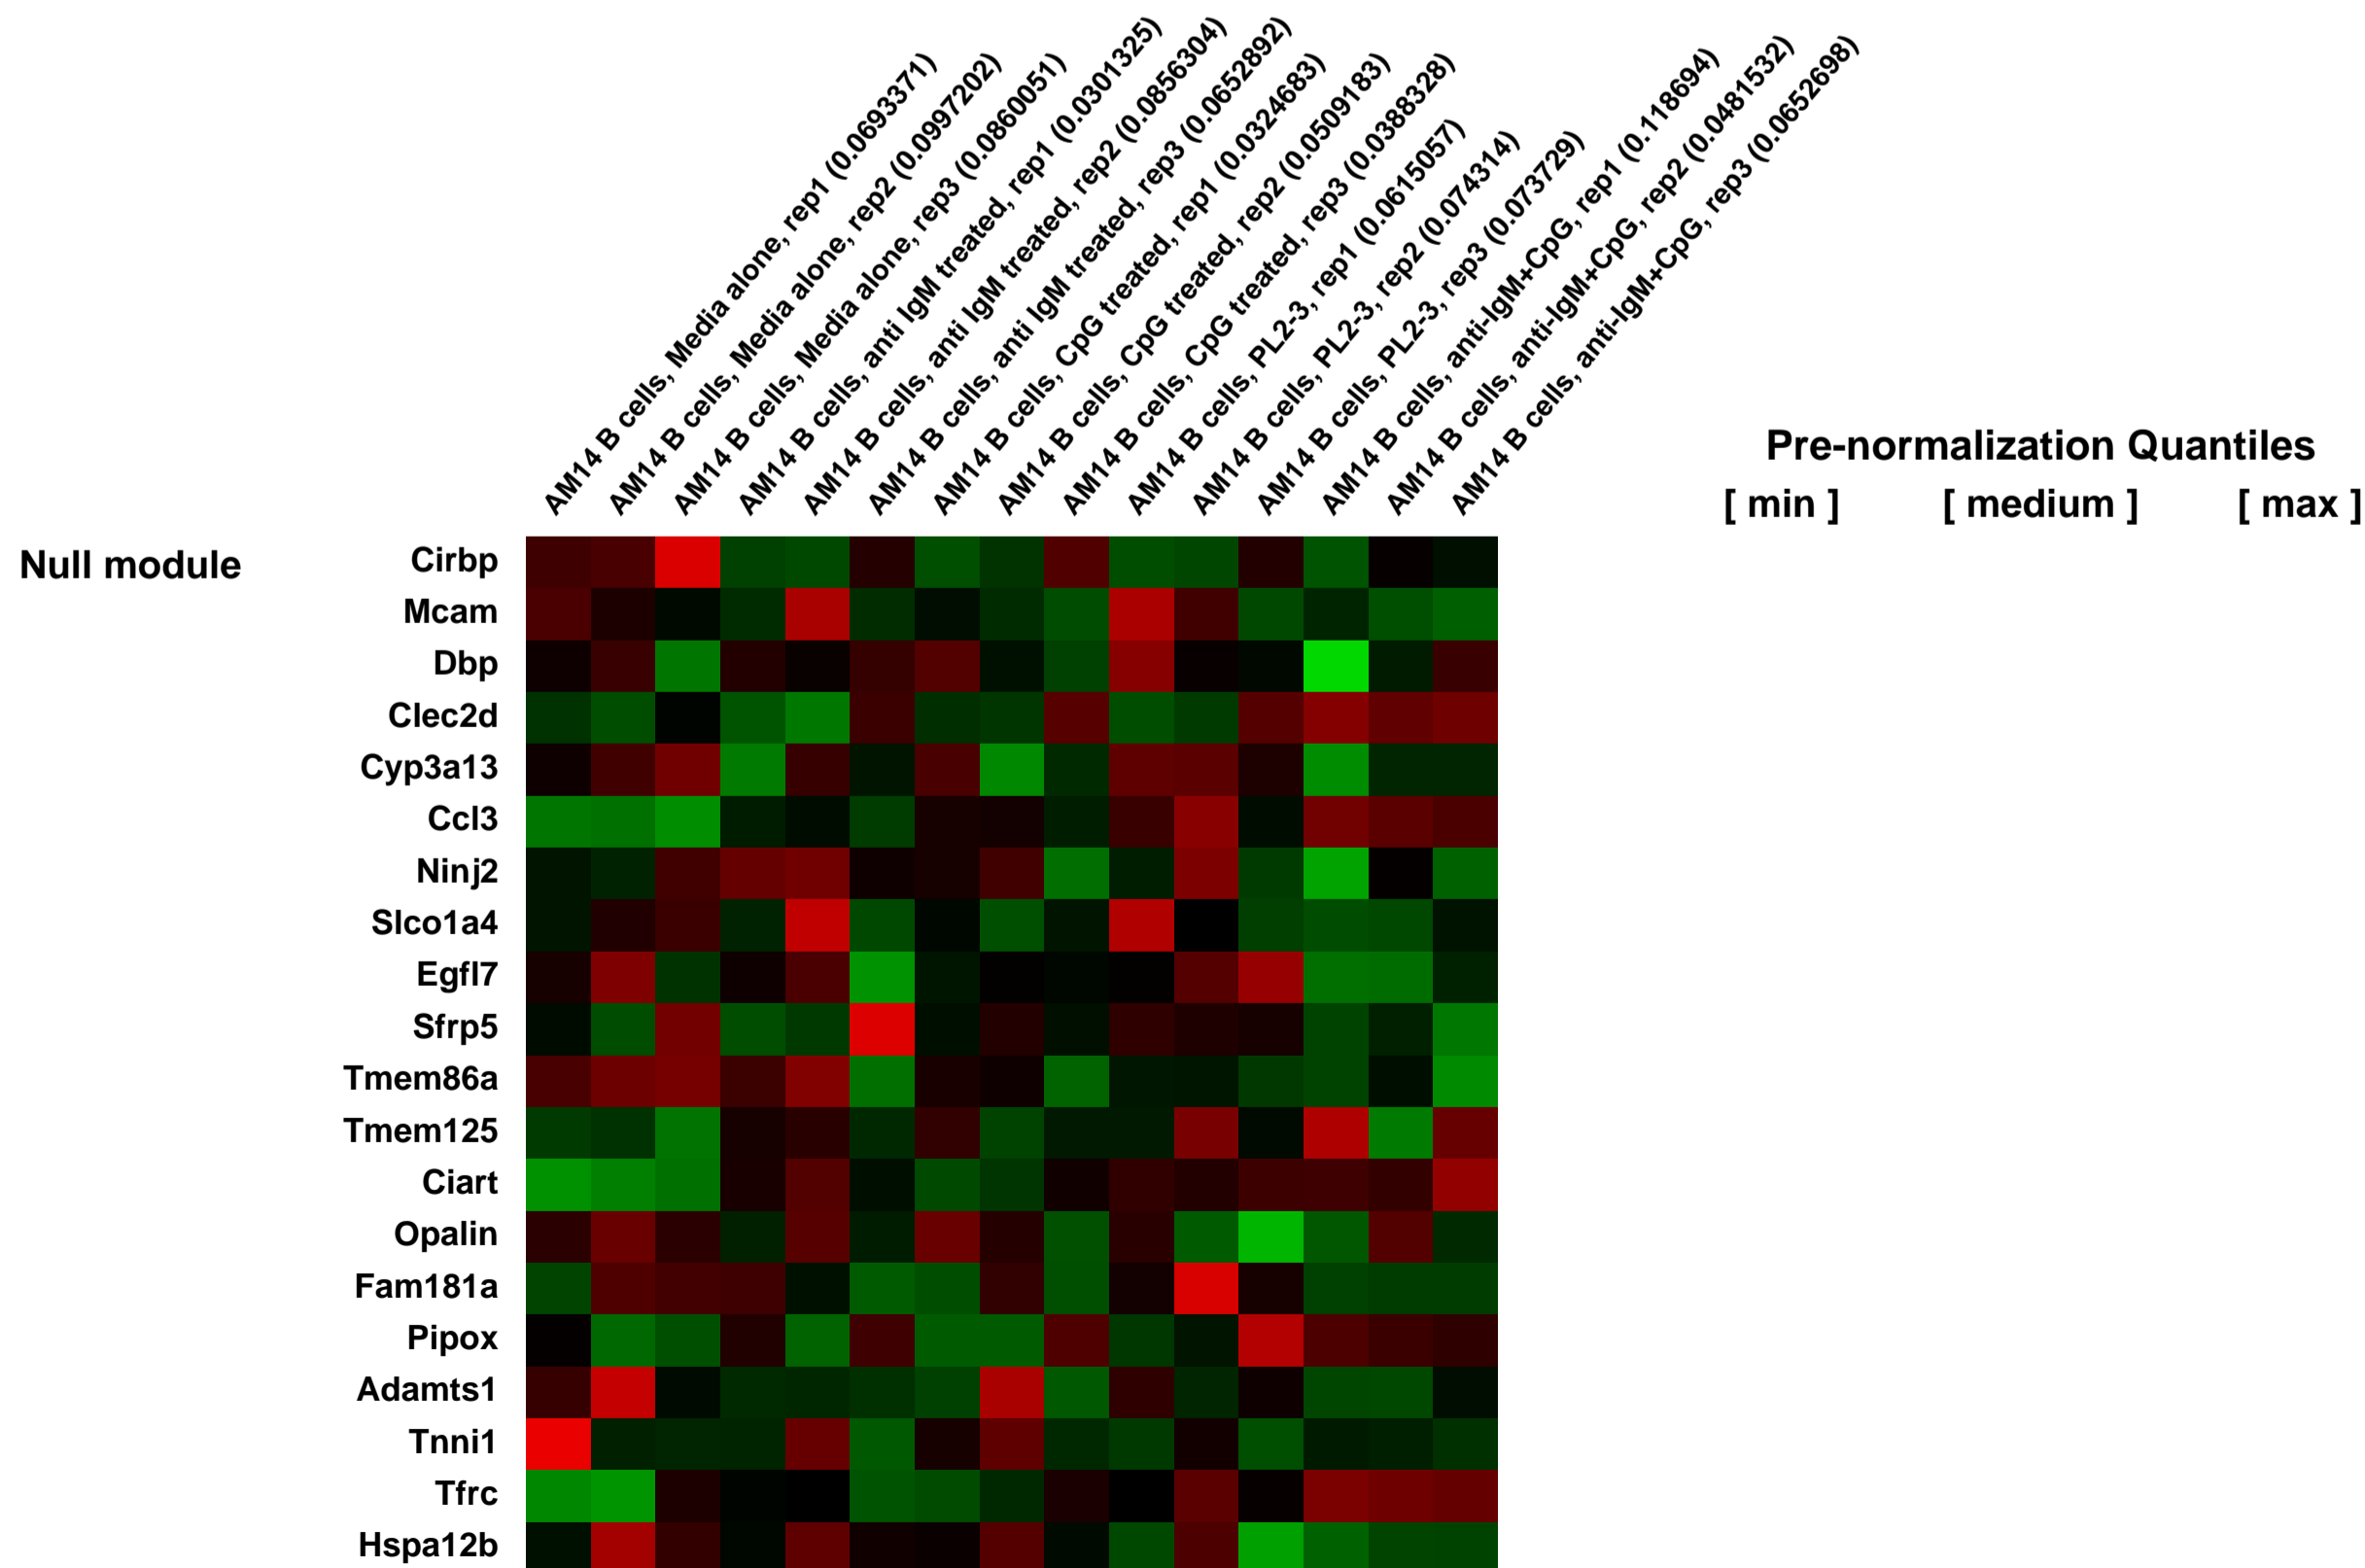 AM14 B cells, Media alone, rep1 (0.0693371)
AM14 B cells, Media alone, rep2 (0.0997202)
AM14 B cells, Media alone, rep3 (0.0860051)
AM14 B cells, anti IgM treated, rep1 (0.0301325)
AM14 B cells, anti IgM treated, rep2 (0.0856304)
AM14 B cells, anti IgM treated, rep3 (0.0652892)
AM14 B cells, CpG treated, rep1 (0.0324683)
AM14 B cells, CpG treated, rep2 (0.0509183)
AM14 B cells, CpG treated, rep3 (0.0388328)
AM14 B cells, PL2-3, rep1 (0.0615057)
AM14 B cells, PL2-3, rep2 (0.074314)
AM14 B cells, PL2-3, rep3 (0.073729)
AM14 B cells, anti-IgM+CpG, rep1 (0.118694)
AM14 B cells, anti-IgM+CpG, rep2 (0.0481532)
AM14 B cells, anti-IgM+CpG, rep3 (0.0652698)
Pre-normalization Quantiles
[ min ] [ medium ] [ max ]
Null module
Cirbp
Mcam
Dbp
Clec2d
Cyp3a13
Ccl3
Ninj2
Slco1a4
Egfl7
Sfrp5
Tmem86a
Tmem125
Ciart
Opalin
Fam181a
Pipox
Adamts1
Tnni1
Tfrc
Hspa12b